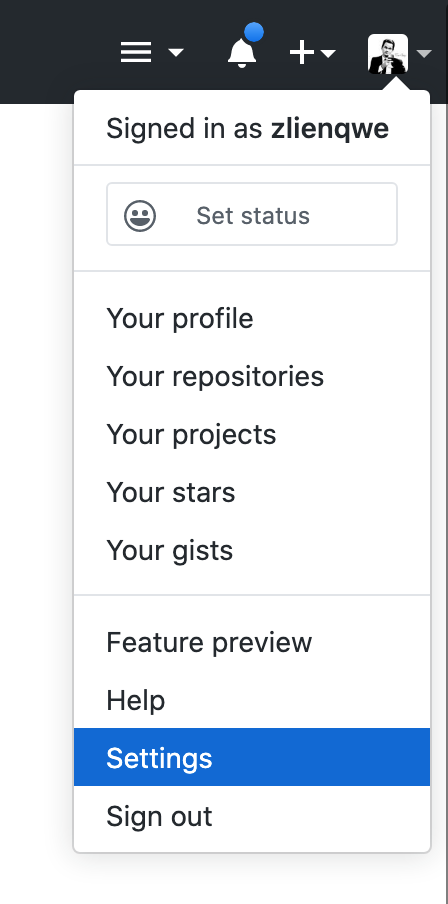 Signed in as zlienqwe
Set status
Your profile
Your repositories
Your projects
Your stars
Your gists
Feature preview
Help
Settings
Sign out